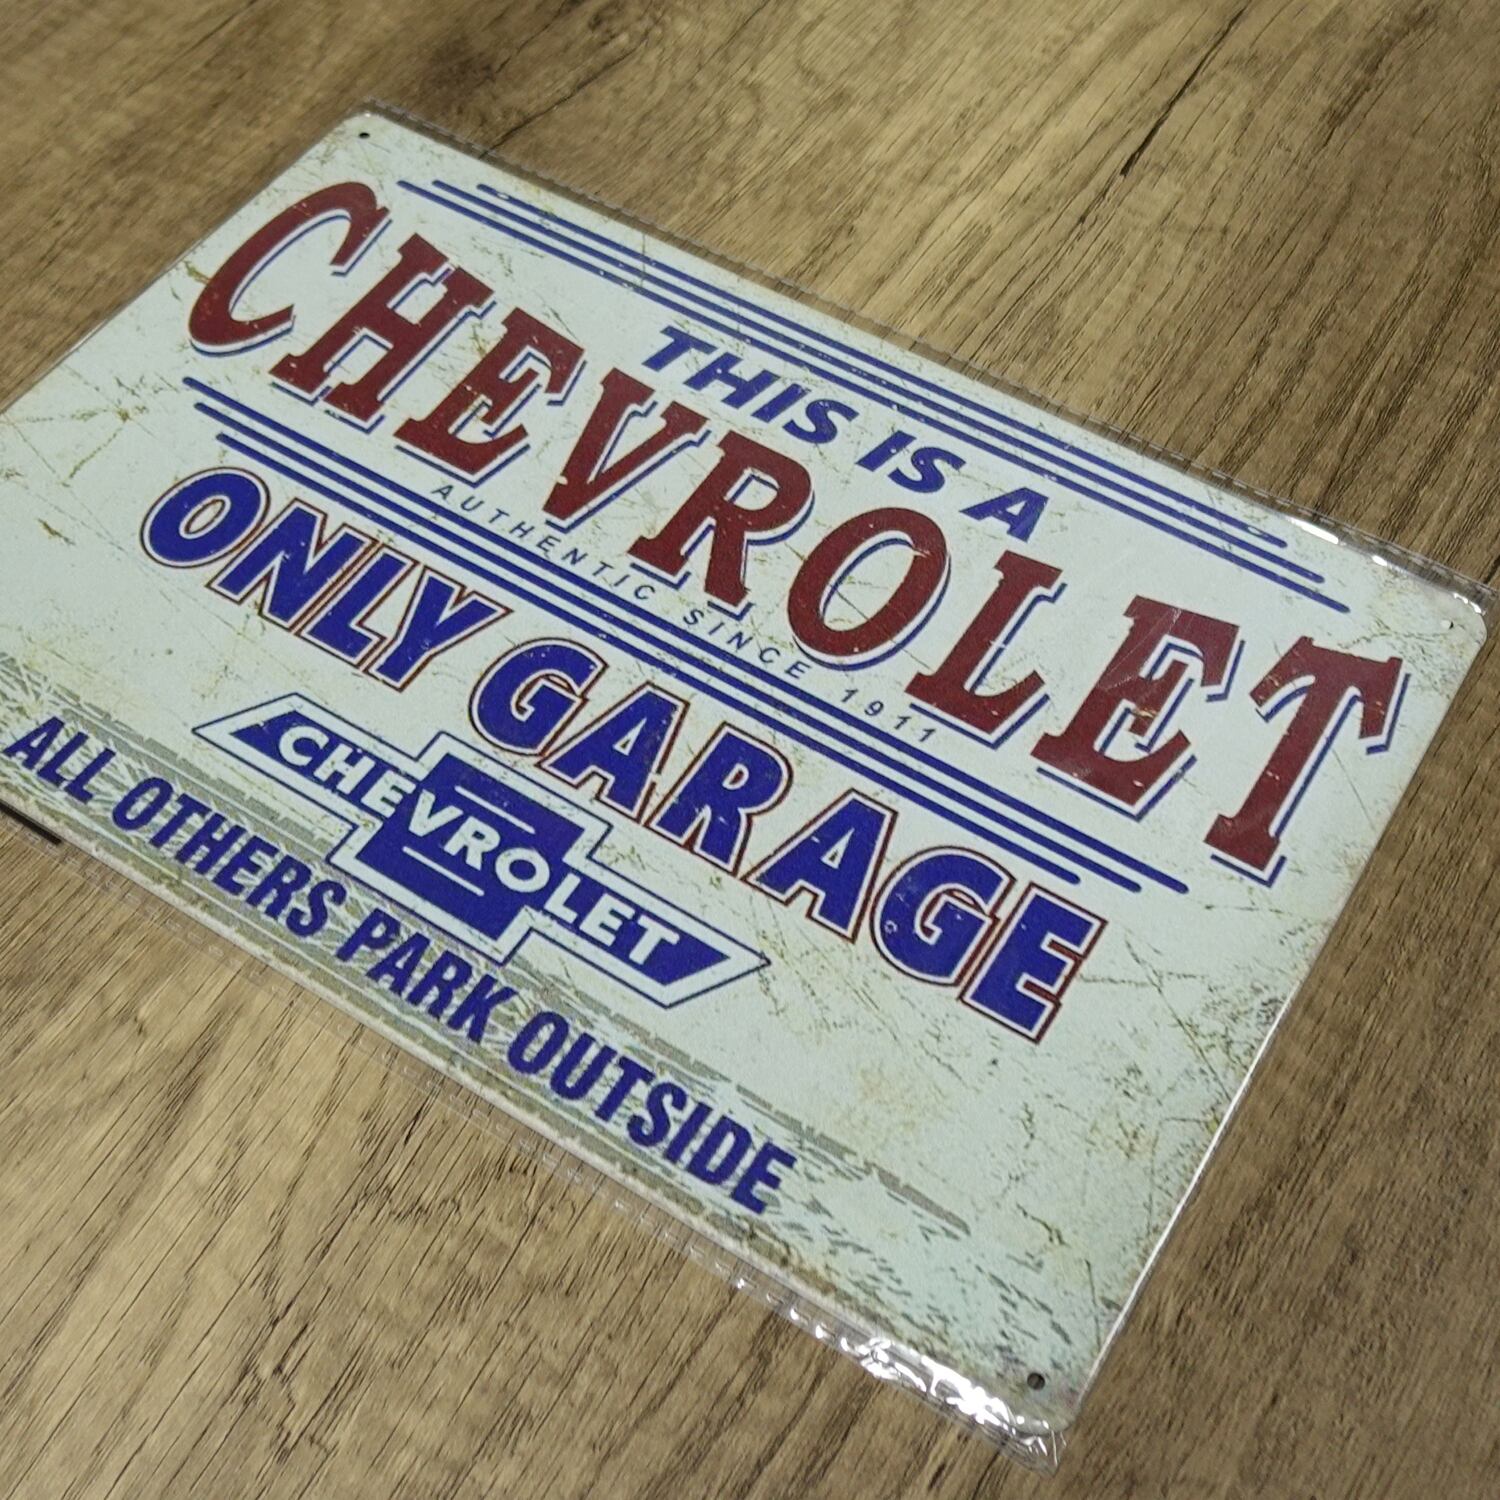 THIS IS A
CHEVROLET
AUTHENTIC SINCE 1911
ONLY GARAGE
CHEVROLET
ALL OTHERS PARK OUTSIDE